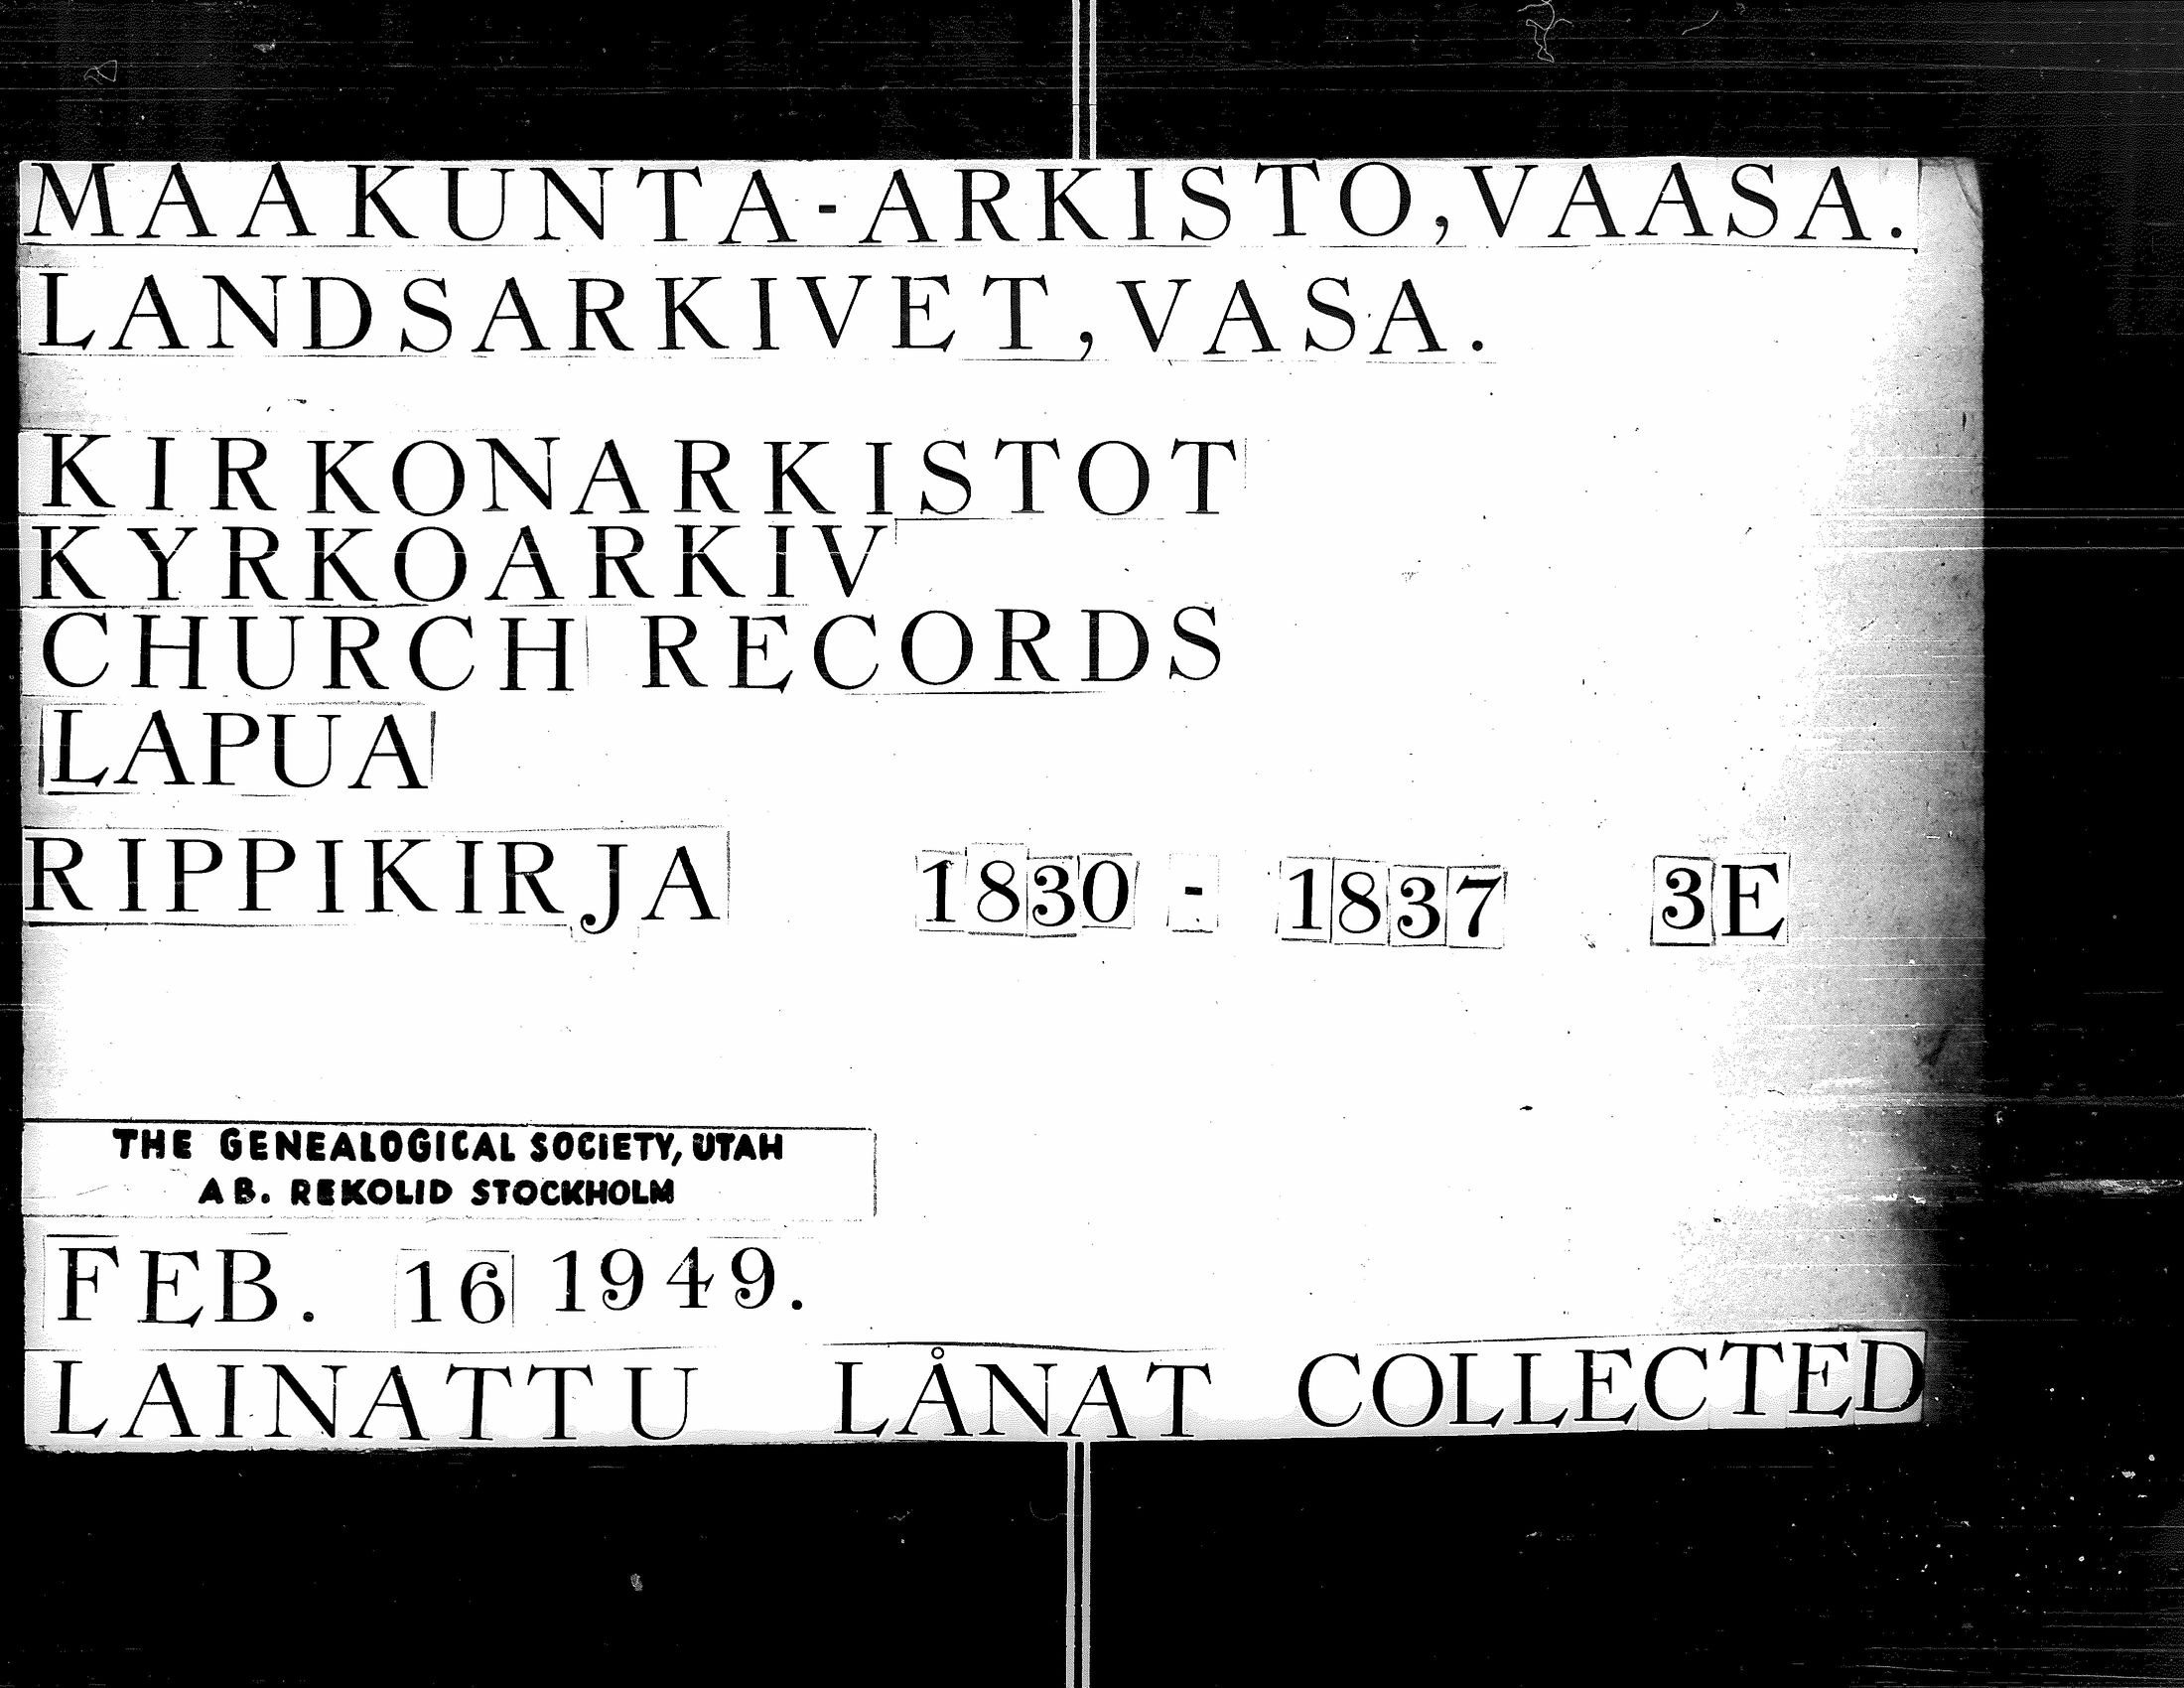 MAAKUNTA-ARKISTO, VAASA.
LANDSARKIVET, VASA.
KIRKONARKISTOT
KYRKOARKIV
CHURCH RECORDS
LAPUA
RIPPIKIRJA 1830 - 1837 3E
THE GENEALOGICAL SOCIETY, UTAH
AB. REKOLID STOCKHOLM
FEB. 16 1949.
LAINATTU LÅNAT COLLECTED